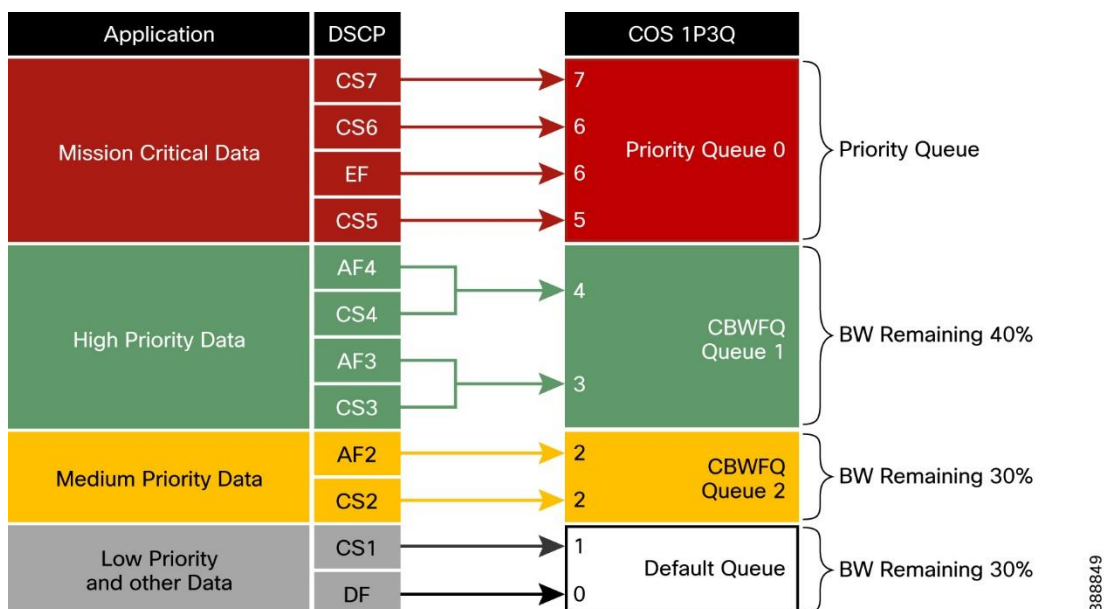 Application DSCP COS 1P3Q
Mission Critical Data
CS7
CS6
EF
CS5
7
6
6
5
Priority Queue 0
Priority Queue
High Priority Data
AF4
CS4
AF3
CS3
4
3
CBWFQ
Queue 1
BW Remaining 40%
Medium Priority Data
AF2
CS2
2
2
CBWFQ
Queue 2
BW Remaining 30%
Low Priority
and other Data
CS1
DF
1
0
Default Queue
BW Remaining 30%
388849